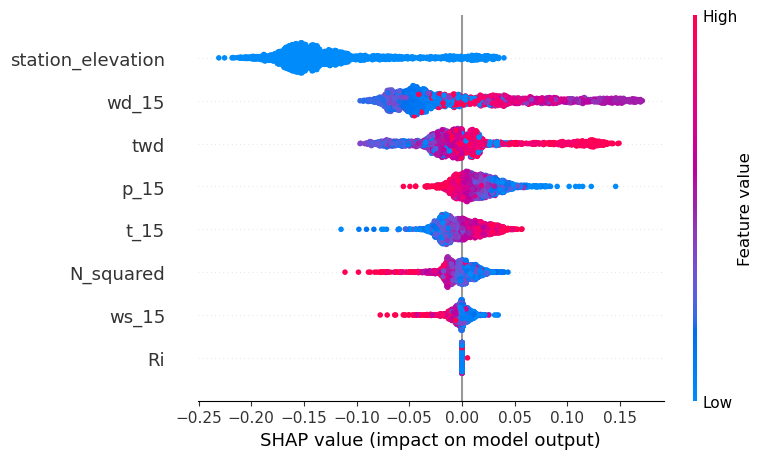 High
station_elevation
wd_15
twd
p_15
t_15
N_squared
ws_15
Ri
Feature value
Low
−0.25 −0.20 −0.15 −0.10 −0.05 0.00 0.05 0.10 0.15
SHAP value (impact on model output)